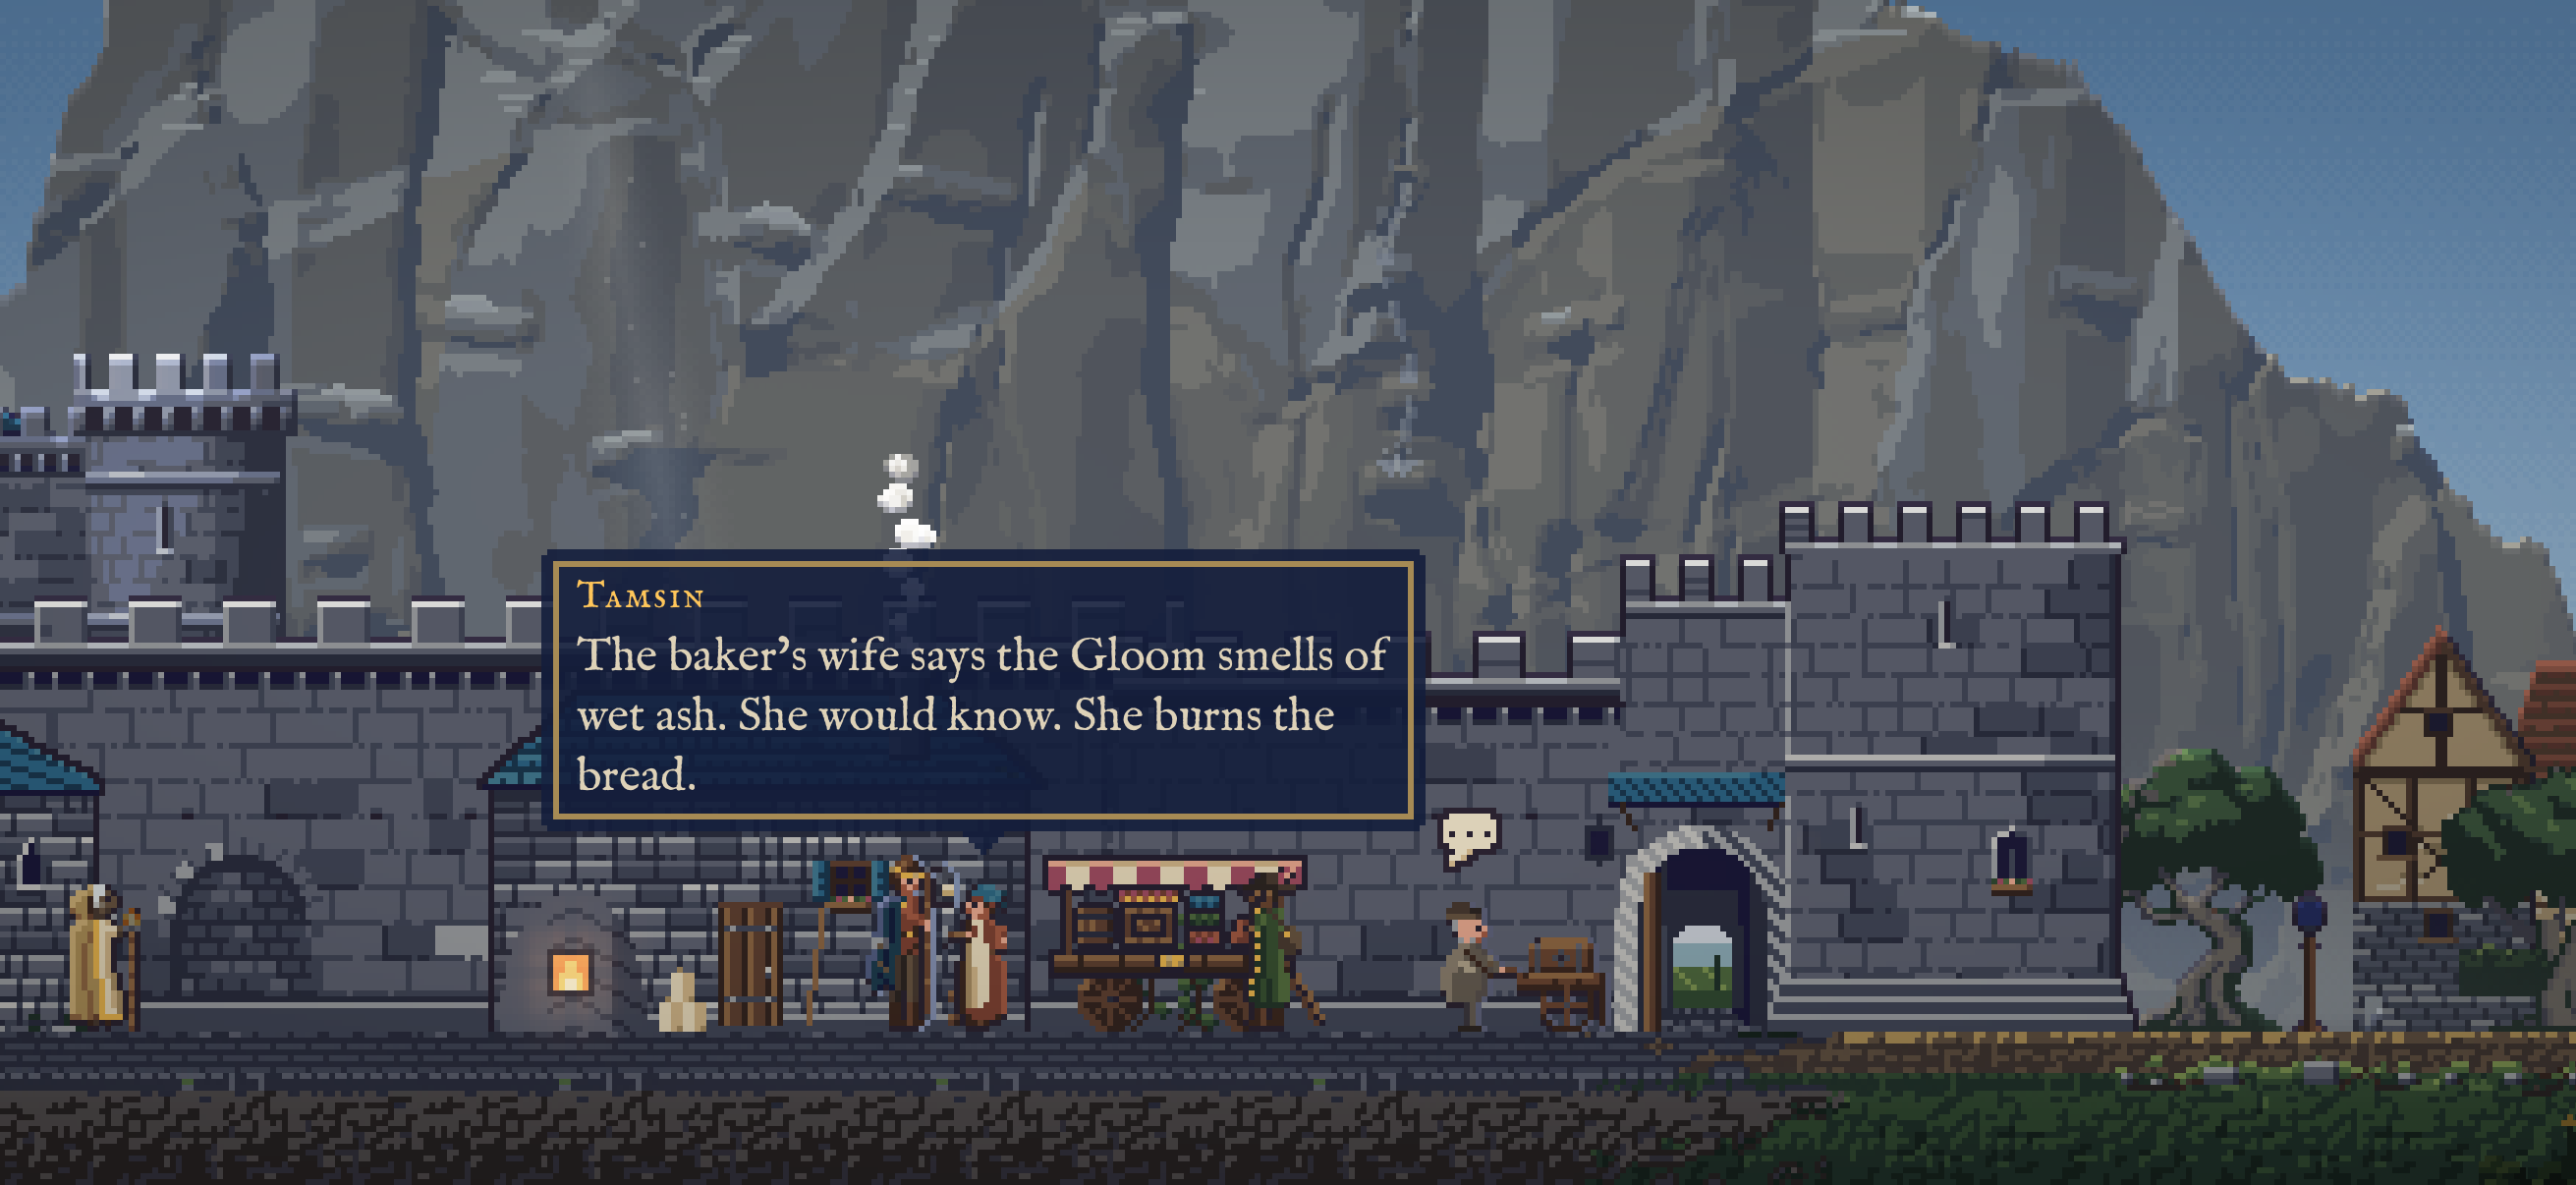 Tamsin
The baker’s wife says the Gloom smells of
wet ash. She would know. She burns the
bread.